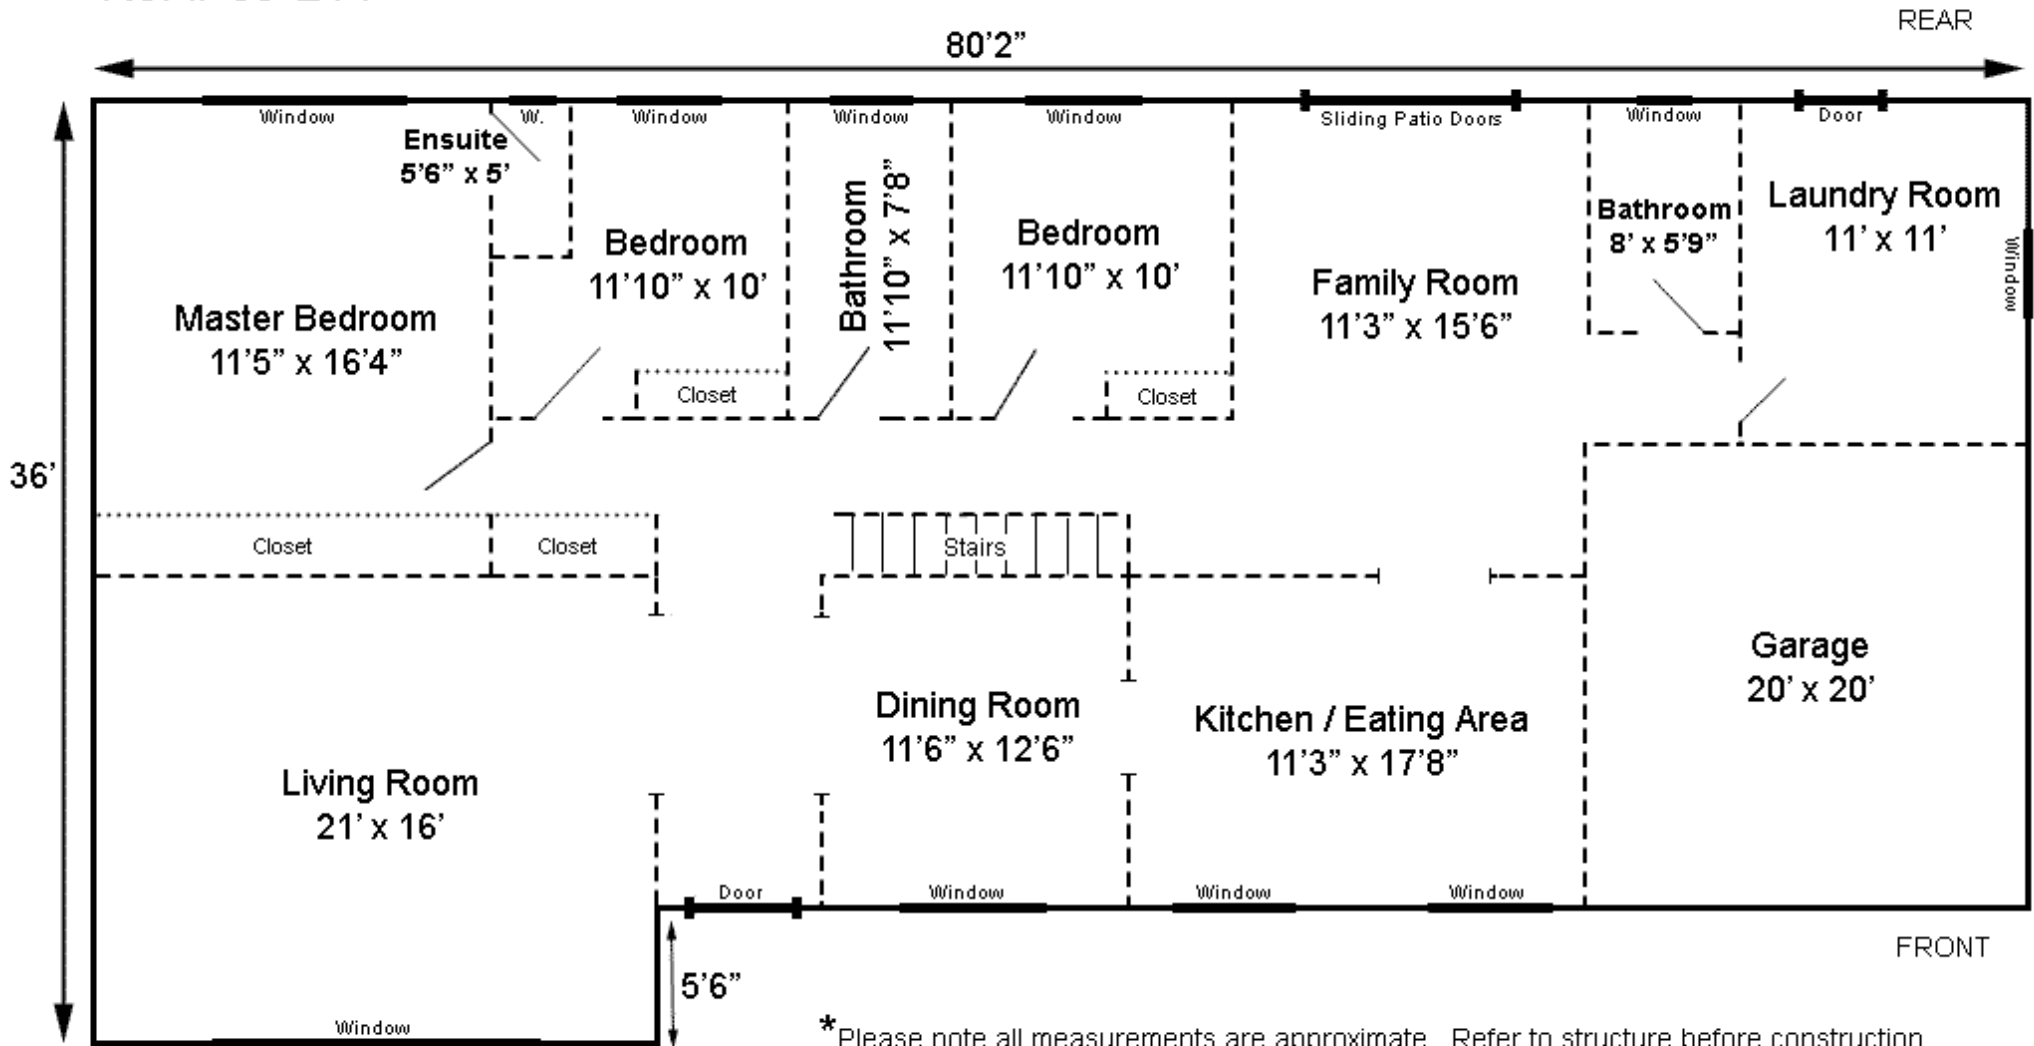 REAR
80'2"
Window
W.
Window
Window
Window
Sliding Patio Doors
Window
Door
Ensuite
5'6" x 5'
Bedroom
11'10" x 10'
Bathroom
11'10" x 7'8"
Bedroom
11'10" x 10'
Family Room
11'3" x 15'6"
Bathroom
8' x 5'9"
Laundry Room
11' x 11'
Window
Master Bedroom
11'5" x 16'4"
Closet
Closet
36'
Closet
Closet
Stairs
Garage
20' x 20'
Dining Room
11'6" x 12'6"
Kitchen / Eating Area
11'3" x 17'8"
Living Room
21' x 16'
Door
Window
Window
Window
FRONT
5'6"
Window
*Please note all measurements are approximate. Refer to structure before construction